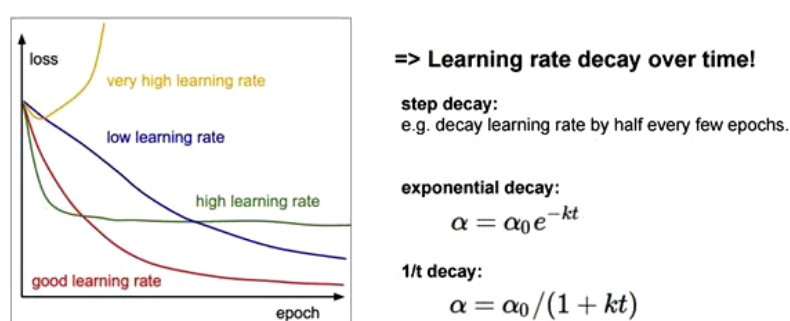 loss
very high learning rate
low learning rate
high learning rate
good learning rate
epoch
=> Learning rate decay over time!
step decay:
e.g. decay learning rate by half every few epochs.
exponential decay:
α = α₀e^{−kt}
1/t decay:
α = α₀/(1 + kt)